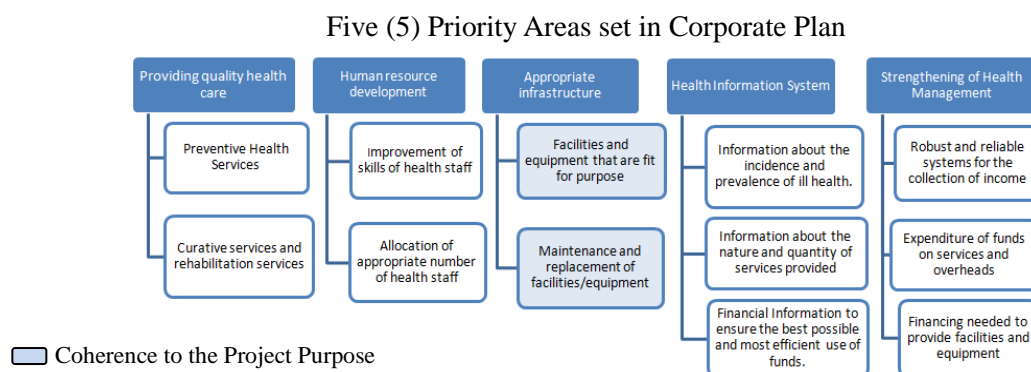 Five (5) Priority Areas set in Corporate Plan
Providing quality health
care
Preventive Health
Services
Curative services and
rehabilitation services
Human resource
development
Improvement of
skills of health staff
Allocation of
appropriate number
of health staff
Appropriate
infrastructure
Facilities and
equipment that are fit
for purpose
Maintenance and
replacement of
facilities/equipment
Health Information System
Information about the
incidence and
prevalence of ill health.
Information about the
nature and quantity of
services provided
Financial Information to
ensure the best possible
and most efficient use of
funds.
Strengthening of Health
Management
Robust and reliable
systems for the
collection of income
Expenditure of funds
on services and
overheads
Financing needed to
provide facilities and
equipment
Coherence to the Project Purpose